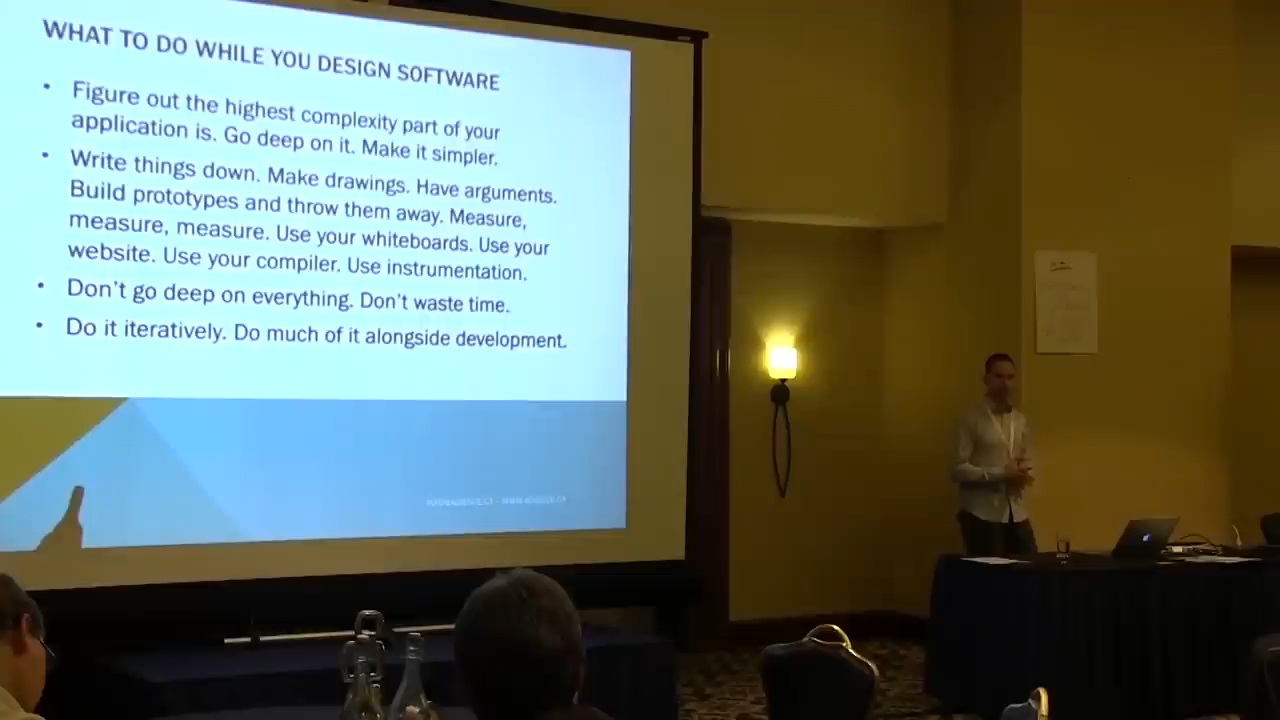 WHAT TO DO WHILE YOU DESIGN SOFTWARE
• Figure out the highest complexity part of your
application is. Go deep on it. Make it simpler.
• Write things down. Make drawings. Have arguments.
Build prototypes and throw them away. Measure,
measure, measure. Use your whiteboards. Use your
website. Use your compiler. Use instrumentation.
• Don't go deep on everything. Don't waste time.
• Do it iteratively. Do much of it alongside development.